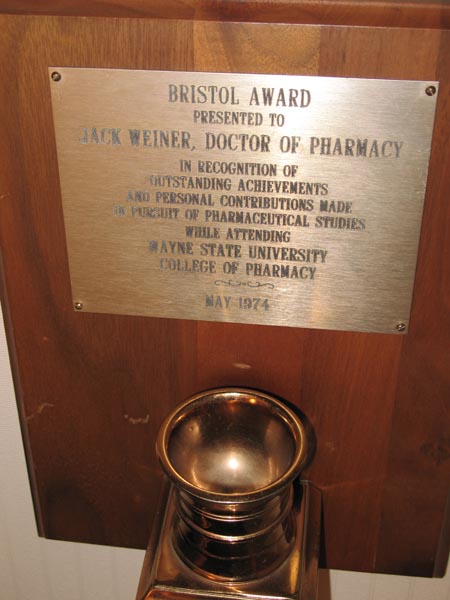 BRISTOL AWARD
PRESENTED TO
JACK WEINER, DOCTOR OF PHARMACY
IN RECOGNITION OF
OUTSTANDING ACHIEVEMENTS
AND PERSONAL CONTRIBUTIONS MADE
IN PURSUIT OF PHARMACEUTICAL STUDIES
WHILE ATTENDING
WAYNE STATE UNIVERSITY
COLLEGE OF PHARMACY
MAY 1974